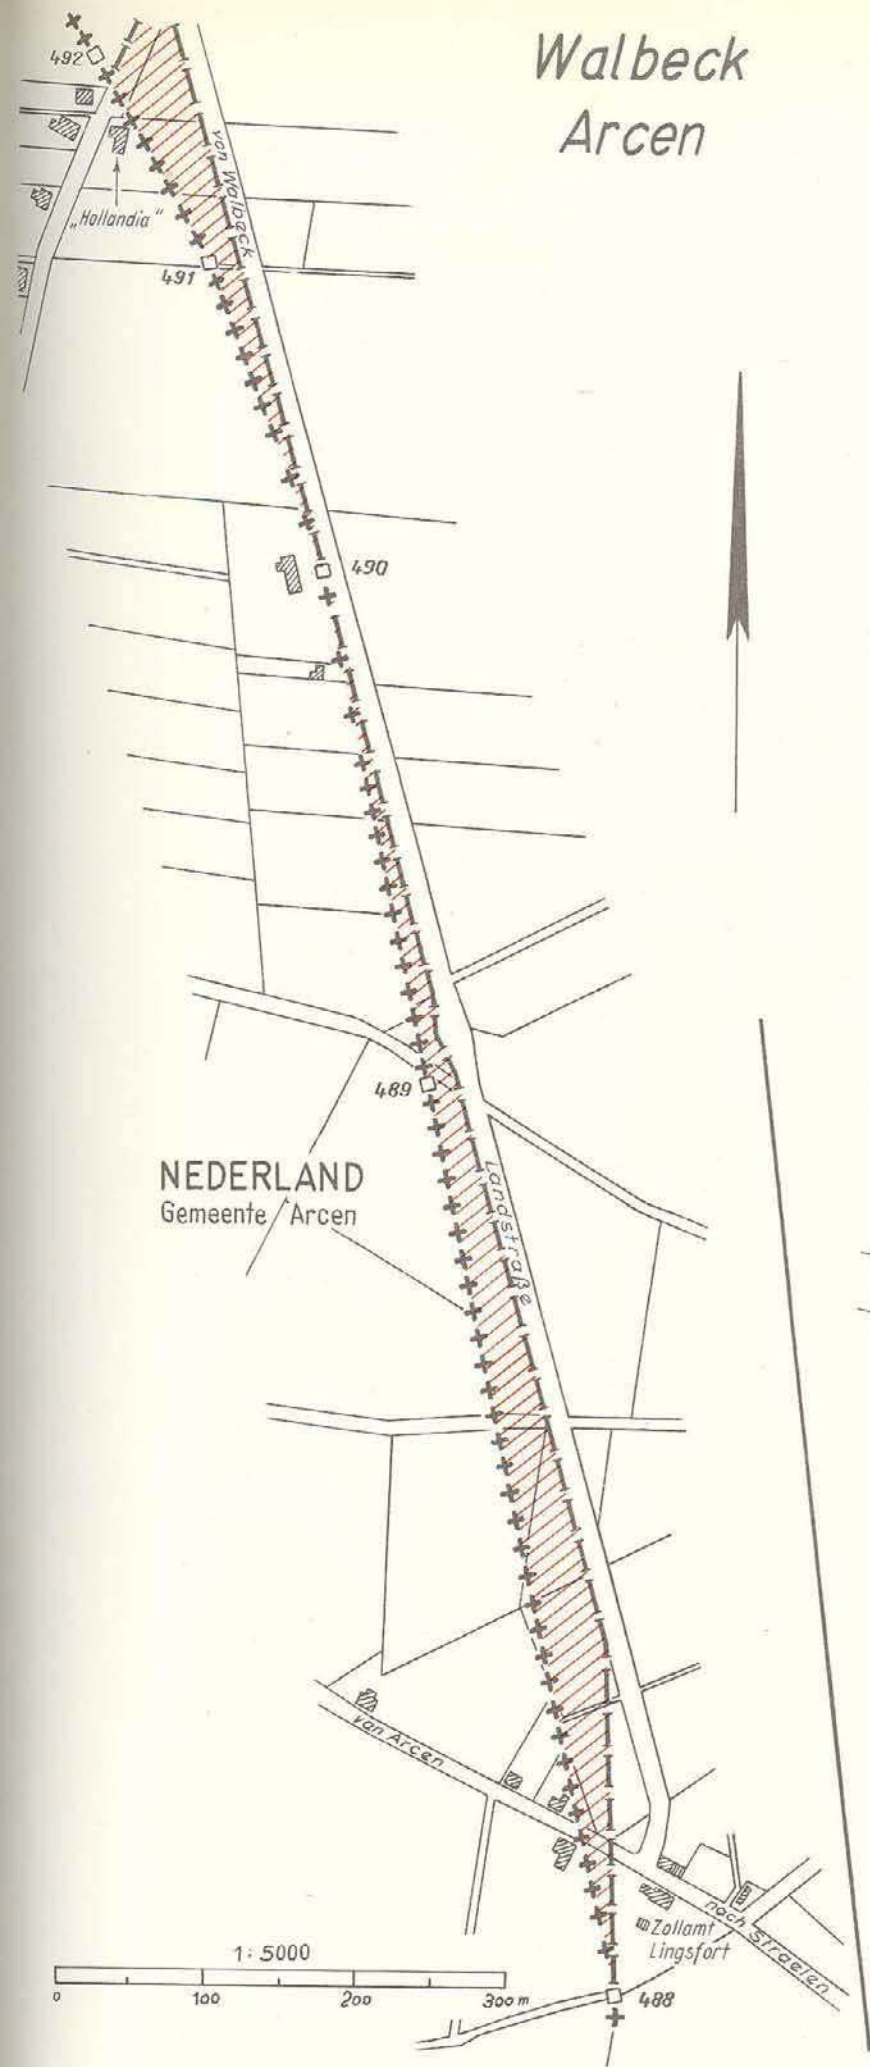 Walbeck
Arcen
492
von Walbeck
„Hollandia“
491
490
489
NEDERLAND
Gemeente Arcen
Landstraße
van Arcen
nach Straelen
Zollamt
Lingsfort
1:5000
0 100 200 300 m
488